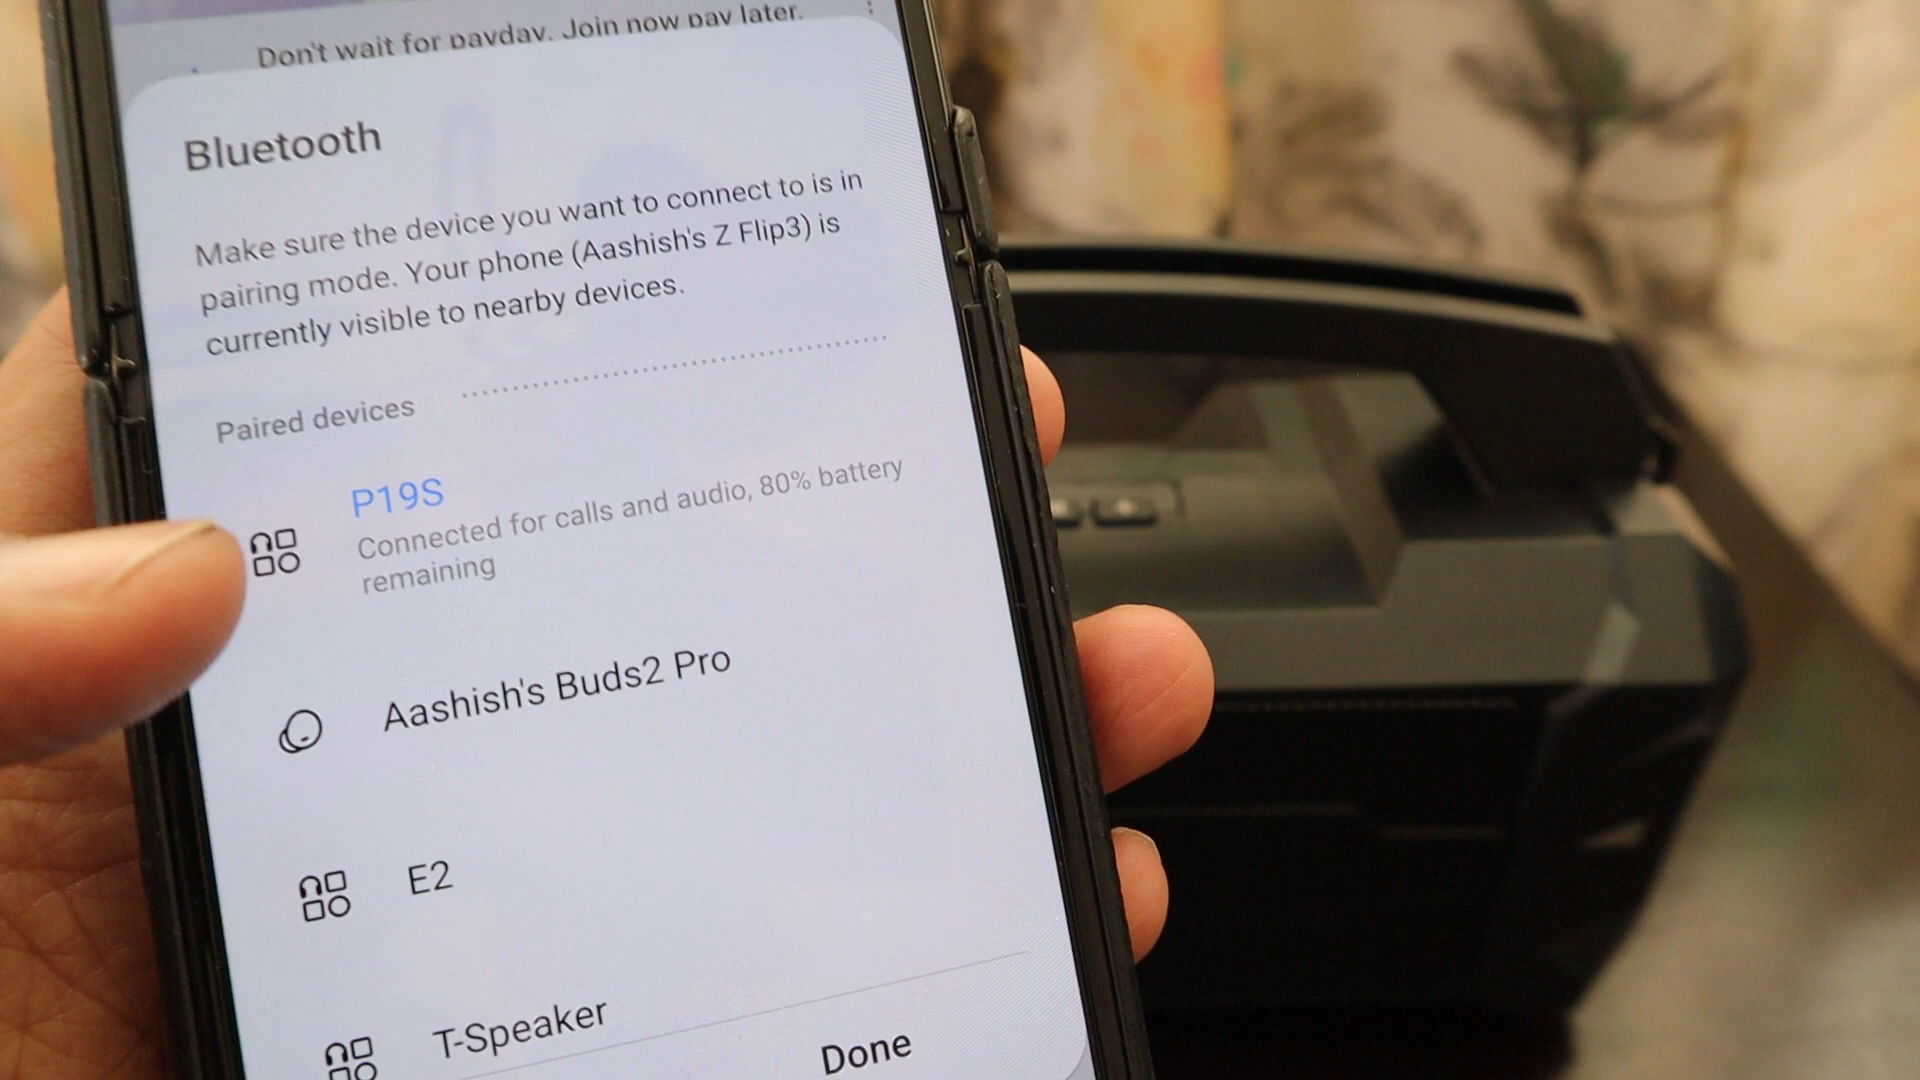 Don't wait for payday. Join now pay later.
Bluetooth
Make sure the device you want to connect to is in
pairing mode. Your phone (Aashish's Z Flip3) is
currently visible to nearby devices.
Paired devices
P19S
Connected for calls and audio, 80% battery
remaining
Aashish's Buds2 Pro
E2
T-Speaker
Done